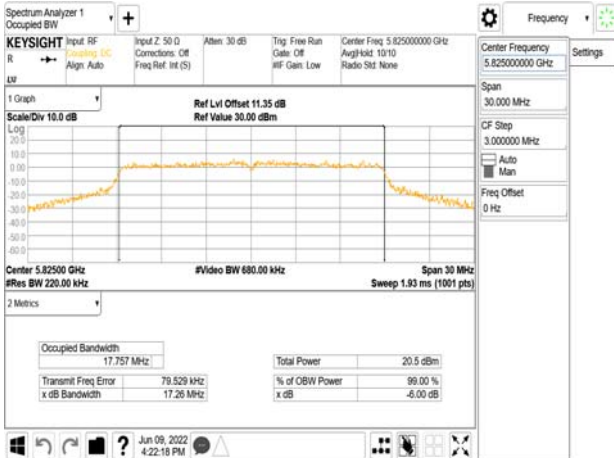 Spectrum Analyzer 1
Occupied BW
+
Frequency
KEYSIGHT
R
Input: RF
Coupling: DC
Align: Auto
Input Z: 50 Ω
Corrections: Off
Freq Ref: Int (S)
Atten: 30 dB
Trig: Free Run
Gate: Off
#IF Gain: Low
Center Freq: 5.825000000 GHz
Avg|Hold: 10/10
Radio Std: None
Center Frequency
5.825000000 GHz
Settings
Span
30.000 MHz
CF Step
3.000000 MHz
Auto
Man
Freq Offset
0 Hz
1 Graph
Scale/Div 10.0 dB
Ref Lvl Offset 11.35 dB
Ref Value 30.00 dBm
Log
20.0
10.0
0.00
-10.0
-20.0
-30.0
-40.0
-50.0
-60.0
Center 5.82500 GHz
#Res BW 220.00 kHz
#Video BW 680.00 kHz
Span 30 MHz
Sweep 1.93 ms (1001 pts)
2 Metrics
Occupied Bandwidth
17.757 MHz
Total Power 20.5 dBm
Transmit Freq Error 79.529 kHz
% of OBW Power 99.00 %
x dB Bandwidth 17.26 MHz
x dB -6.00 dB
?
Jun 09, 2022
4:22:18 PM